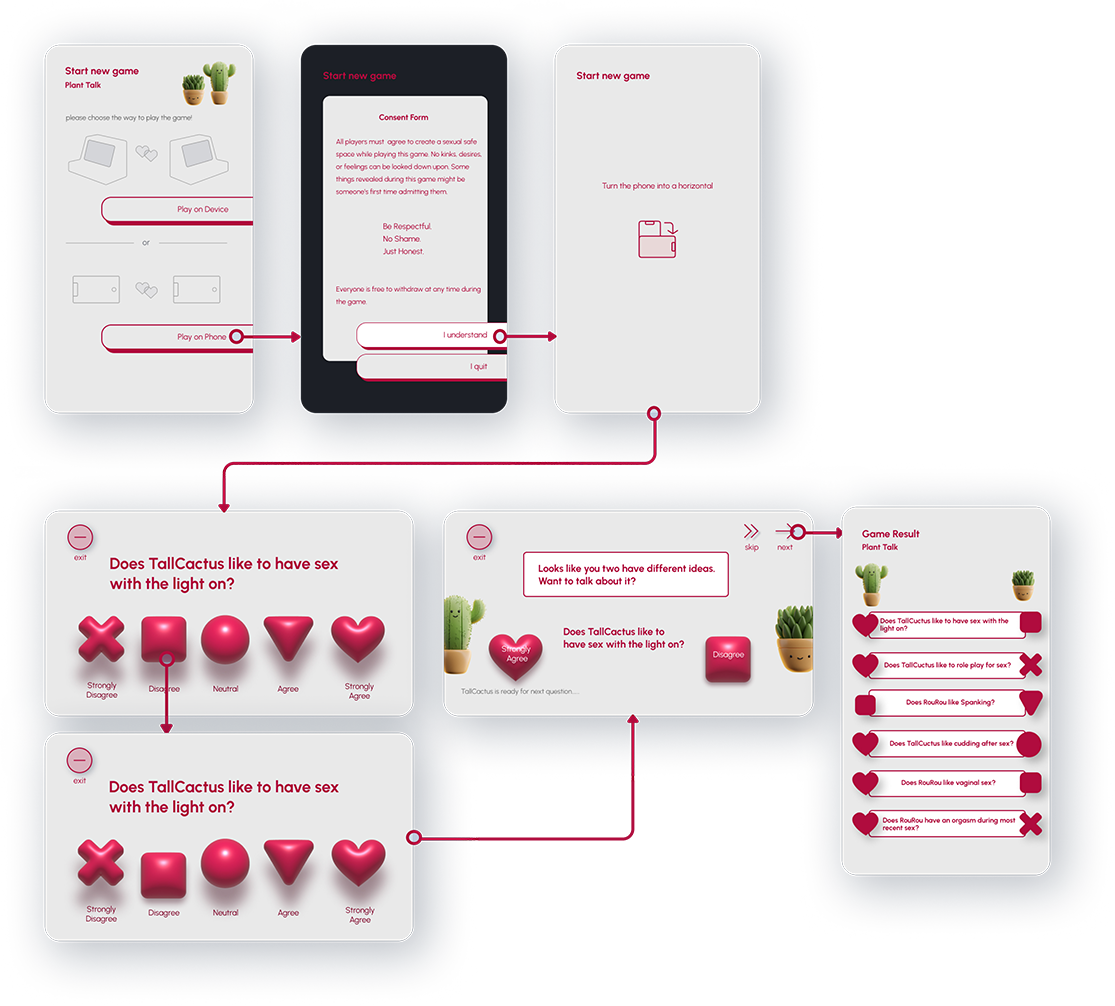 Start new game
Plant Talk
please choose the way to play the game!
Play on Device
or
Play on Phone
Start new game
Consent Form
All players must agree to create a sexual safe
space while playing this game. No kinks, desires,
or feelings can be looked down upon. Some
things revealed during this game might be
someone's first time admitting them.
Be Respectful.
No Shame.
Just Honest.
Everyone is free to withdraw at any time during
the game.
I understand
I quit
Start new game
Turn the phone into a horizontal
exit
Does TallCactus like to have sex
with the light on?
Strongly
Disagree
Disagree
Neutral
Agree
Strongly
Agree
exit
Does TallCactus like to have sex
with the light on?
Strongly
Disagree
Disagree
Neutral
Agree
Strongly
Agree
exit
skip
next
Looks like you two have different ideas.
Want to talk about it?
Does TallCactus like to
have sex with the light on?
Strongly
Agree
Disagree
TallCactus is ready for next question....
Game Result
Plant Talk
Does TallCuctus like to have sex with the
light on?
Does TallCuctus like to role play for sex?
Does RouRou like Spanking?
Does TallCuctus like cudding after sex?
Does RouRou like vaginal sex?
Does RouRou have an orgasm during most
recent sex?